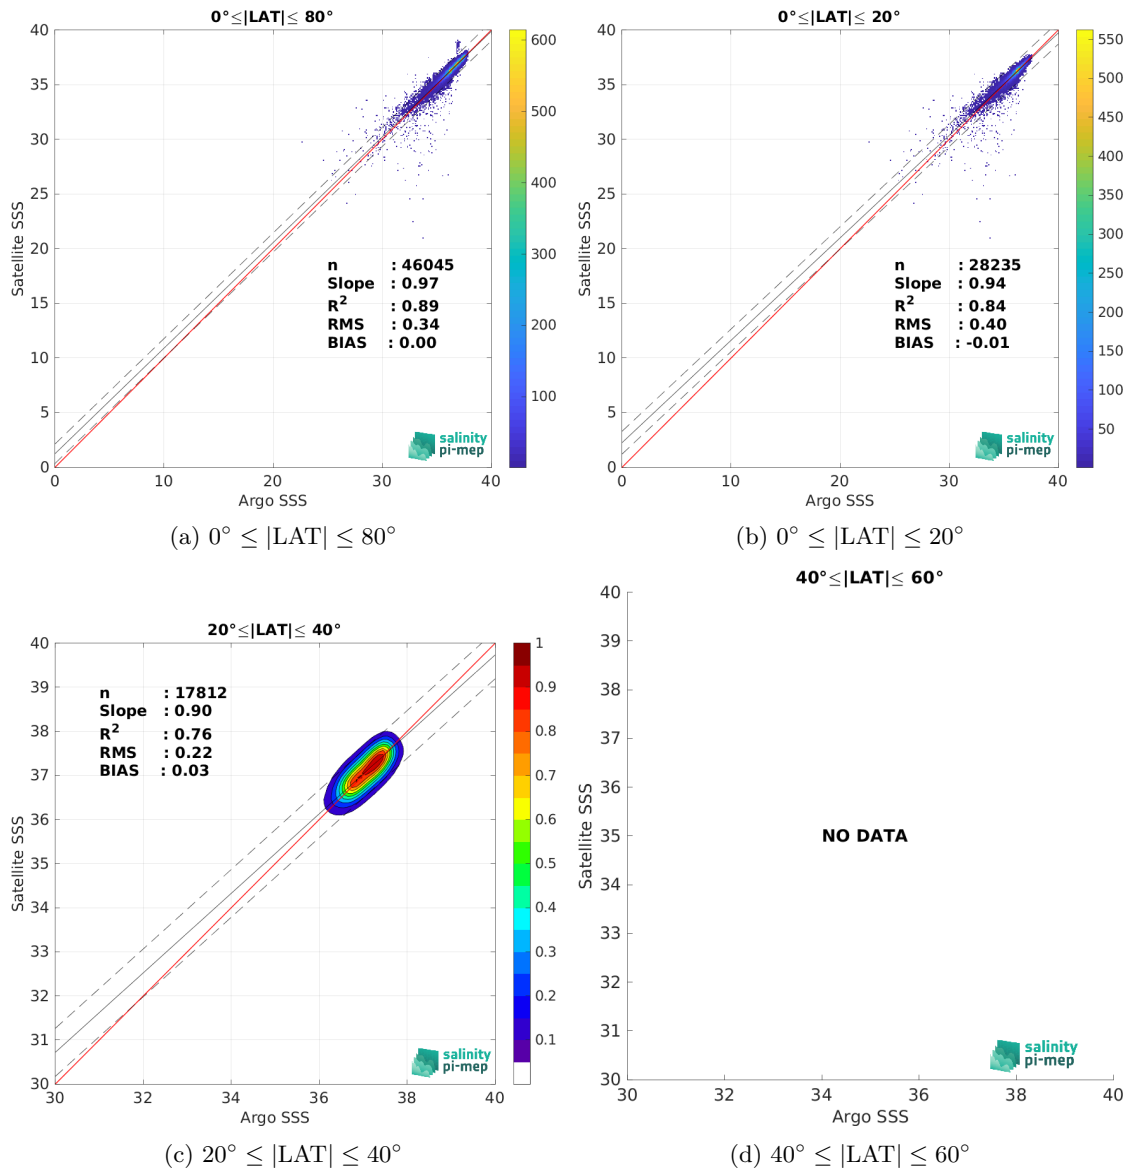 0°≤|LAT|≤ 80°
40
35
30
25
20
15
10
5
0
0
10
20
30
40
Satellite SSS
Argo SSS
n : 46045
Slope : 0.97
R² : 0.89
RMS : 0.34
BIAS : 0.00
salinity
pi-mep
600
500
400
300
200
100
(a) 0° ≤ |LAT| ≤ 80°
0°≤|LAT|≤ 20°
40
35
30
25
20
15
10
5
0
0
10
20
30
40
Satellite SSS
Argo SSS
n : 28235
Slope : 0.94
R² : 0.84
RMS : 0.40
BIAS : -0.01
salinity
pi-mep
550
500
450
400
350
300
250
200
150
100
50
(b) 0° ≤ |LAT| ≤ 20°
20°≤|LAT|≤ 40°
40
39
38
37
36
35
34
33
32
31
30
30
32
34
36
38
40
Satellite SSS
Argo SSS
n : 17812
Slope : 0.90
R² : 0.76
RMS : 0.22
BIAS : 0.03
salinity
pi-mep
1
0.9
0.8
0.7
0.6
0.5
0.4
0.3
0.2
0.1
(c) 20° ≤ |LAT| ≤ 40°
40°≤|LAT|≤ 60°
40
39
38
37
36
35
34
33
32
31
30
30
32
34
36
38
40
Satellite SSS
Argo SSS
NO DATA
salinity
pi-mep
(d) 40° ≤ |LAT| ≤ 60°